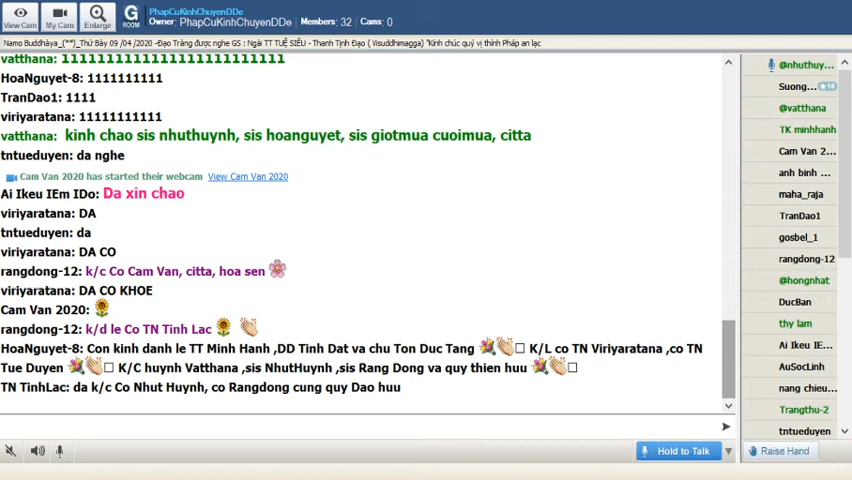 View Cam
My Cam
Enlarge
G
ROOM
PhapCuKinhChuyenDDe
Owner: PhapCuKinhChuyenDDe Members: 32 Cams: 0
Namo Buddhàya_(**)_Thứ Bảy 09 /04 /2020 -Đạo Tràng được nghe GS : Ngài TT TUỆ SIÊU - Thanh Tịnh Đạo ( Visuddhimagga) "Kính chúc quý vị thính Pháp an lạc
vatthana: 1111111111111111111111111111
HoaNguyet-8: 1111111111
TranDao1: 1111
viriyaratana: 11111111111
vatthana: kinh chao sis nhuthuynh, sis hoanguyet, sis giotmua cuoimua, citta
tntueduyen: da nghe
Cam Van 2020 has started their webcam View Cam Van 2020
Ai Ikeu IEm IDo: Da xin chao
viriyaratana: DA
tntueduyen: da
viriyaratana: DA CO
rangdong-12: k/c Co Cam Van, citta, hoa sen
viriyaratana: DA CO KHOE
Cam Van 2020:
rangdong-12: k/d le Co TN Tinh Lac
HoaNguyet-8: Con kinh danh le TT Minh Hanh ,DD Tinh Dat va chu Ton Duc Tang K/L co TN Viriyaratana ,co TN
Tue Duyen K/C huynh Vatthana ,sis NhutHuynh ,sis Rang Dong va quy thien huu
TN TinhLac: da k/c Co Nhut Huynh, co Rangdong cung quy Dao huu
@nhuthuy...
Suong... 10
@vatthana
TK minhhanh
Cam Van 2...
anh binh ...
maha_raja
TranDao1
gosbel_1
rangdong-12
@hongnhat
DucBan
thy lam
Ai Ikeu IE...
AuSocLinh
nang chieu...
Trangthu-2
tntueduyen
Hold to Talk
Raise Hand